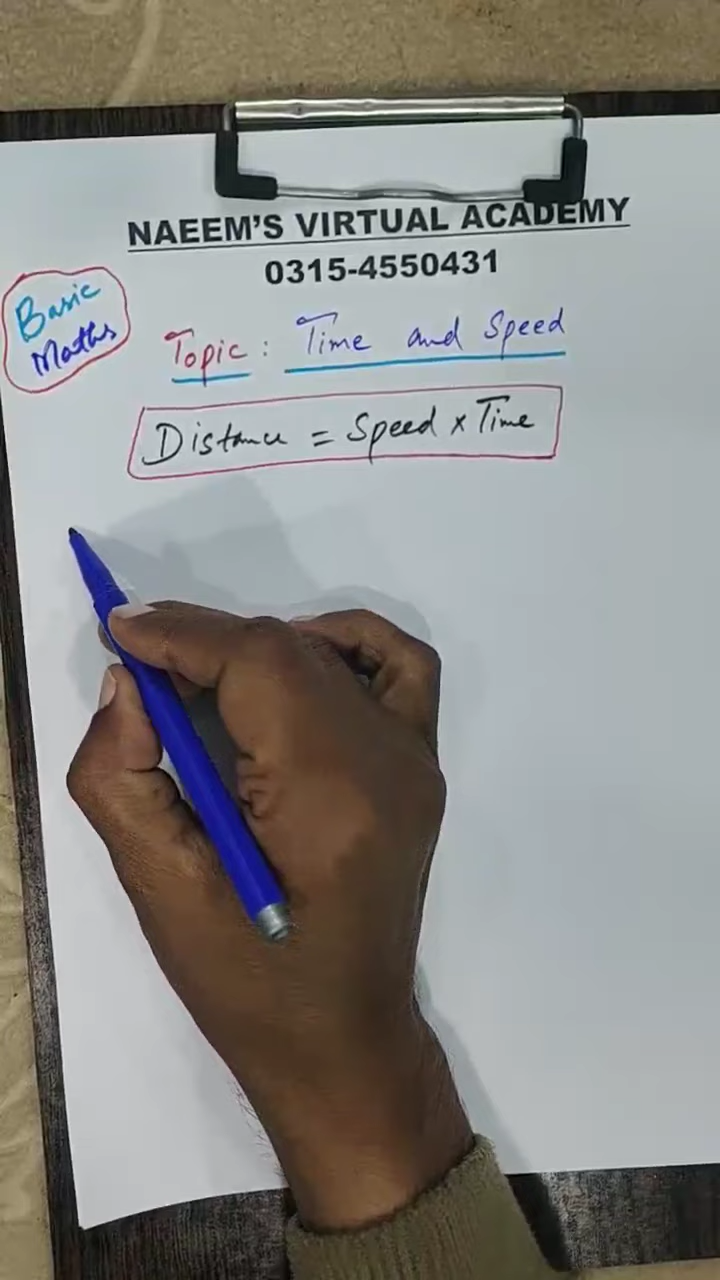 NAEEM'S VIRTUAL ACADEMY
0315-4550431
Basic
Maths
Topic : Time and Speed
Distance = Speed × Time